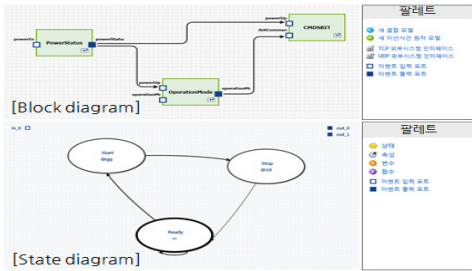 팔레트
powerUp
CMDSBIT
powerIn
PowerStatus
powerStatus
새 결합 모델
새 이산사건 원자 모델
TCP 외부시스템 인터페이스
UDP 외부시스템 인터페이스
이벤트 입력 포트
이벤트 출력 포트
powerUp
OperationMode
[Block diagram]
in_0
out_0
out_1
팔레트
상태
속성
변수
함수
이벤트 입력 포트
이벤트 출력 포트
Start
Stop
@10
Ready
∞
[State diagram]